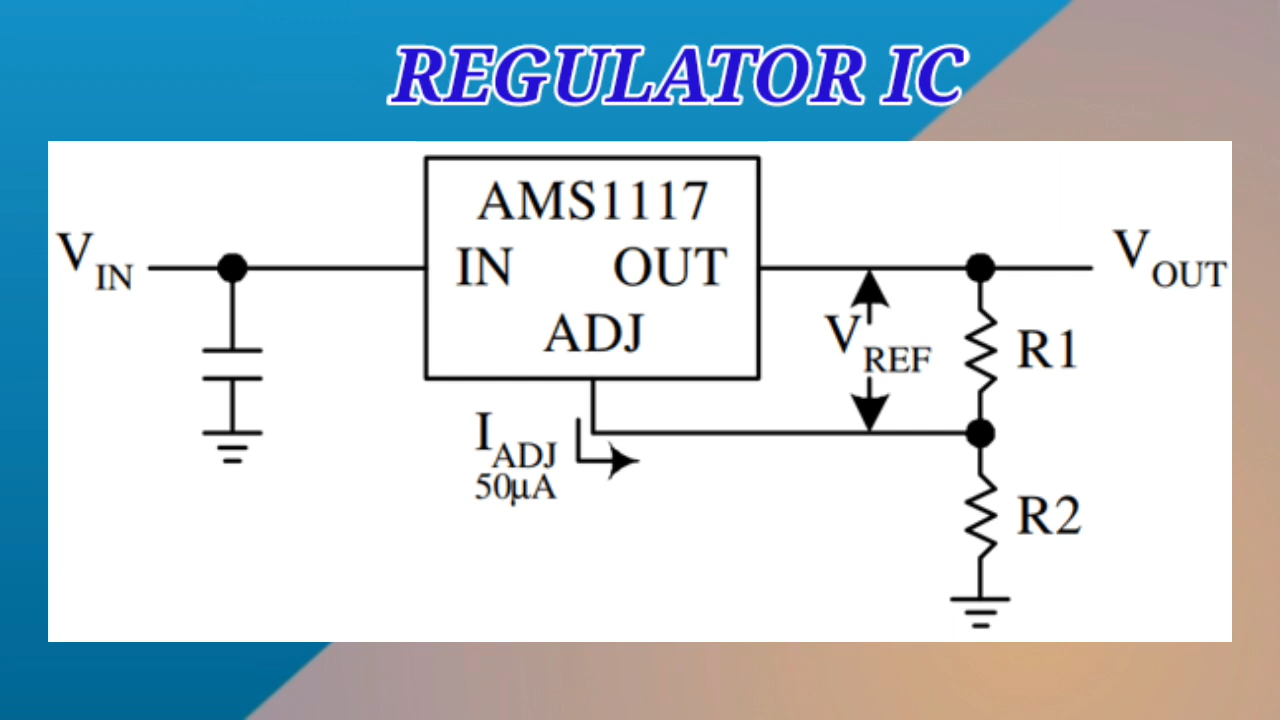 REGULATOR IC
AMS1117
VIN
IN OUT
VOUT
ADJ
VREF
R1
IADJ
50µA
R2